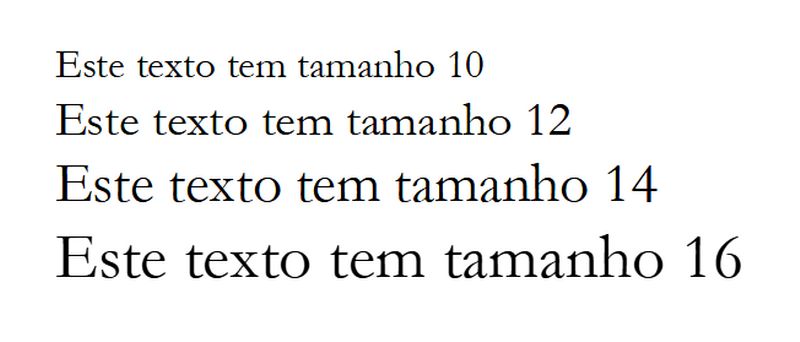 Este texto tem tamanho 10
Este texto tem tamanho 12
Este texto tem tamanho 14
Este texto tem tamanho 16